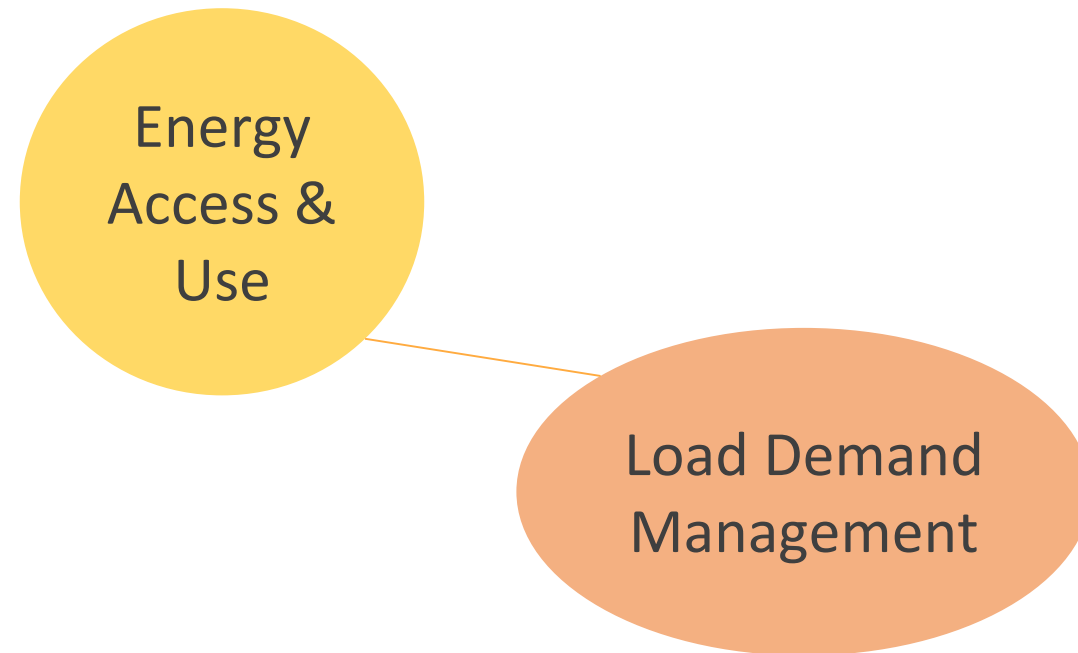 Energy
Access &
Use
Load Demand
Management